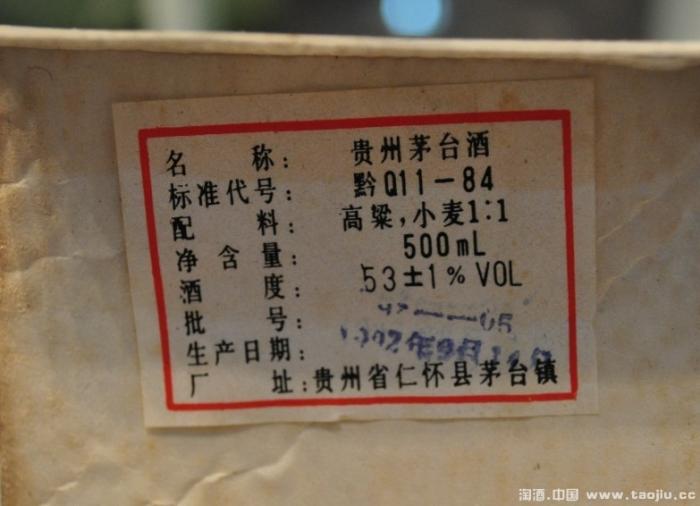 名 称：贵州茅台酒
标准代号：黔Q11-84
配 料：高粱，小麦1:1
净 含 量：500mL
酒 度：53±1% VOL
批 号：
生产日期：
厂 址：贵州省仁怀县茅台镇
淘酒.中国 www.taojiu.cc